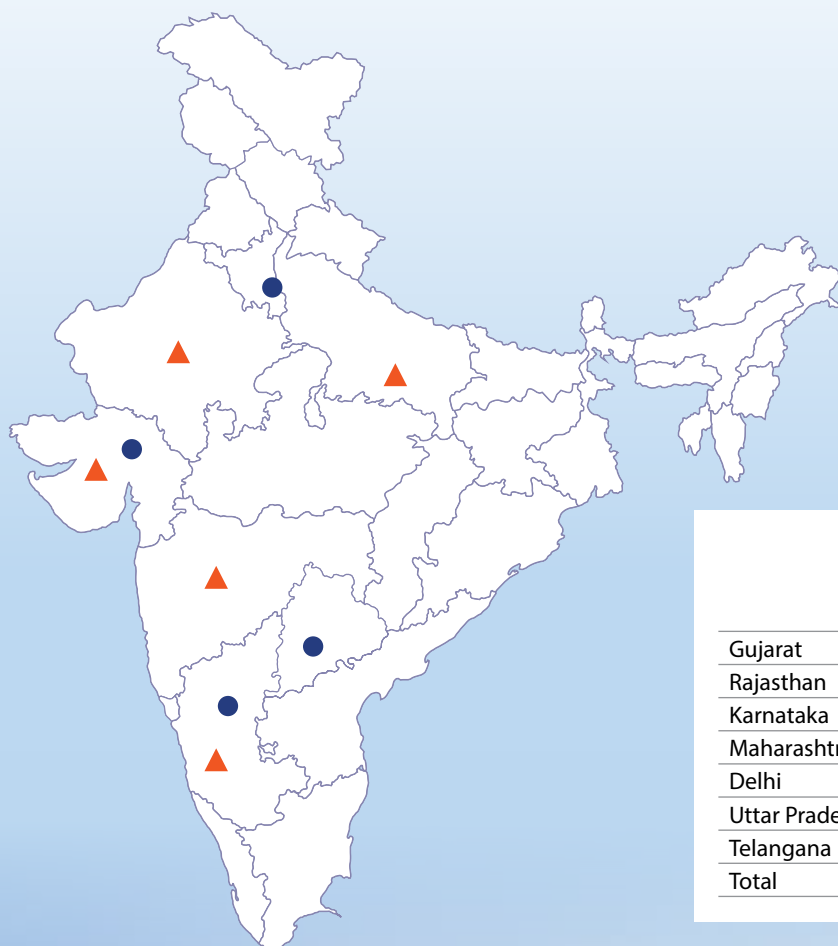 Gujarat
Rajasthan
Karnataka
Maharashtr
Delhi
Uttar Prade
Telangana
Total